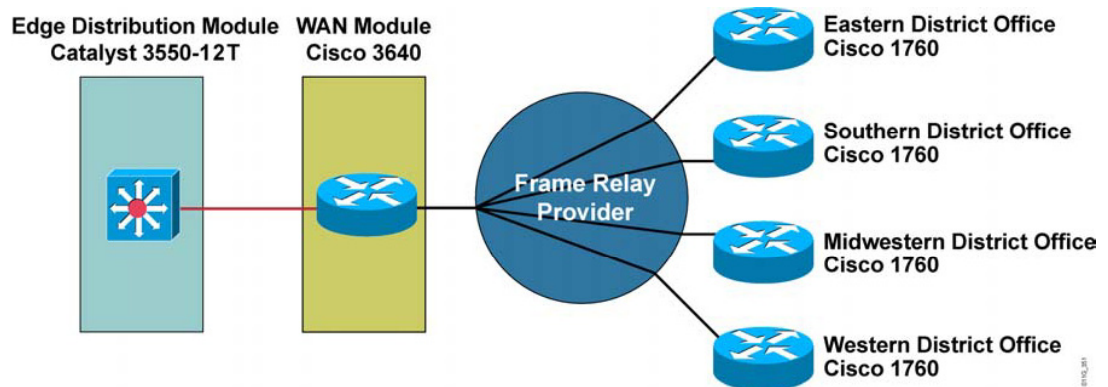 Edge Distribution Module
Catalyst 3550-12T
WAN Module
Cisco 3640
Eastern District Office
Cisco 1760
Southern District Office
Cisco 1760
Frame Relay
Provider
Midwestern District Office
Cisco 1760
Western District Office
Cisco 1760